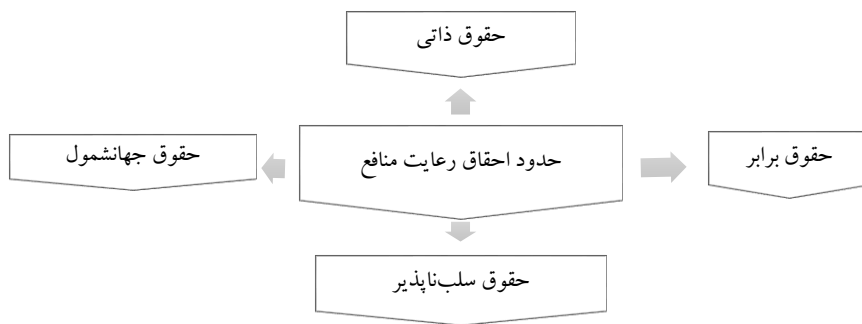 حقوق ذاتی
حقوق برابر
حدود احقاق رعایت منافع
حقوق جهانشمول
حقوق سلب‌ناپذیر